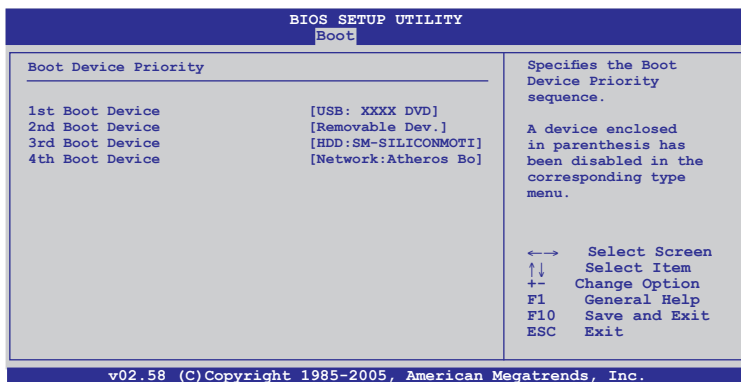 BIOS SETUP UTILITY
Boot
Boot Device Priority
1st Boot Device [USB: XXXX DVD]
2nd Boot Device [Removable Dev.]
3rd Boot Device [HDD:SM-SILICONMOTI]
4th Boot Device [Network:Atheros Bo]
Specifies the Boot
Device Priority
sequence.
A device enclosed
in parenthesis has
been disabled in the
corresponding type
menu.
←→ Select Screen
↑↓ Select Item
+- Change Option
F1 General Help
F10 Save and Exit
ESC Exit
v02.58 (C)Copyright 1985-2005, American Megatrends, Inc.